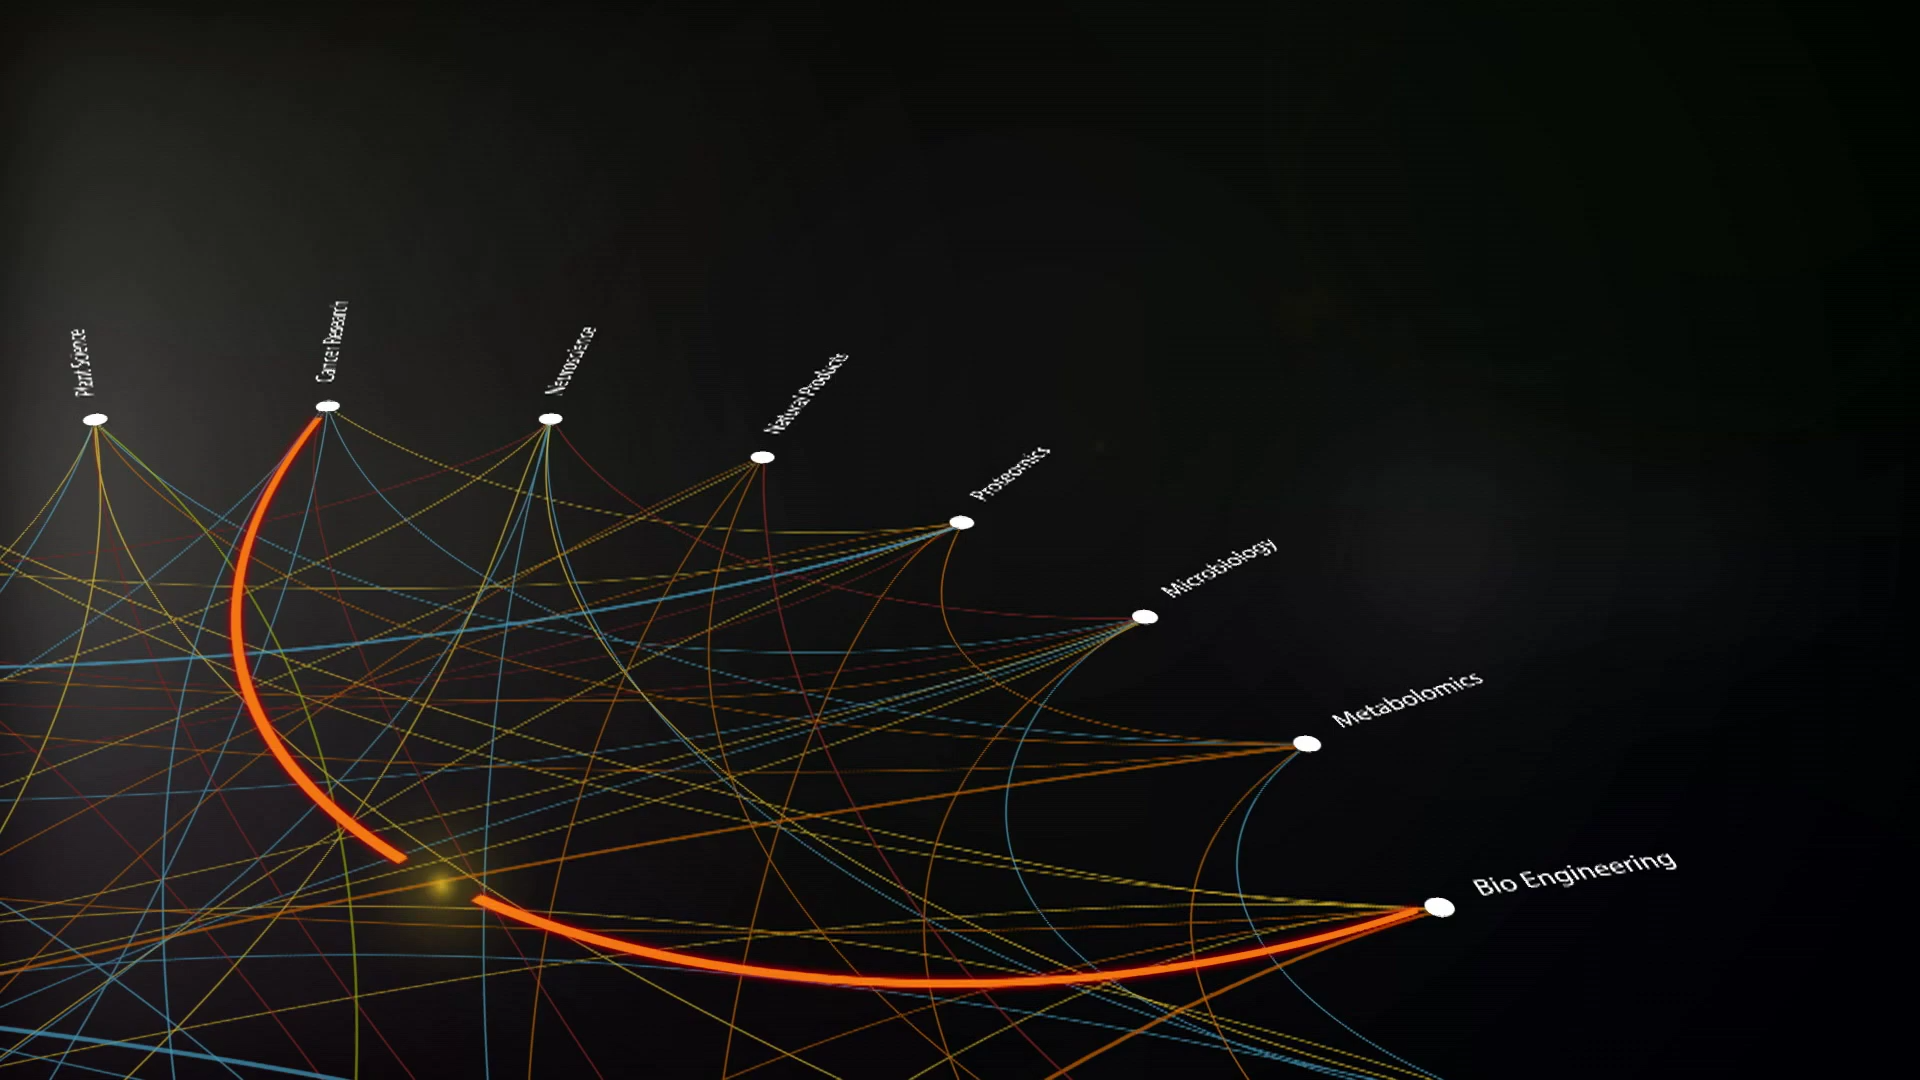 Plant Science
Cancer Research
Neuroscience
Natural Products
Proteomics
Microbiology
Metabolomics
Bio Engineering